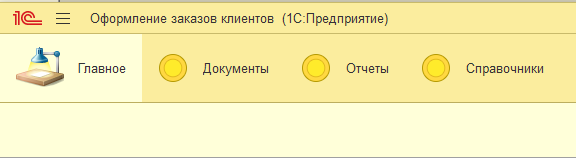 1С Оформление заказов клиентов (1С:Предприятие)
Главное Документы Отчеты Справочники